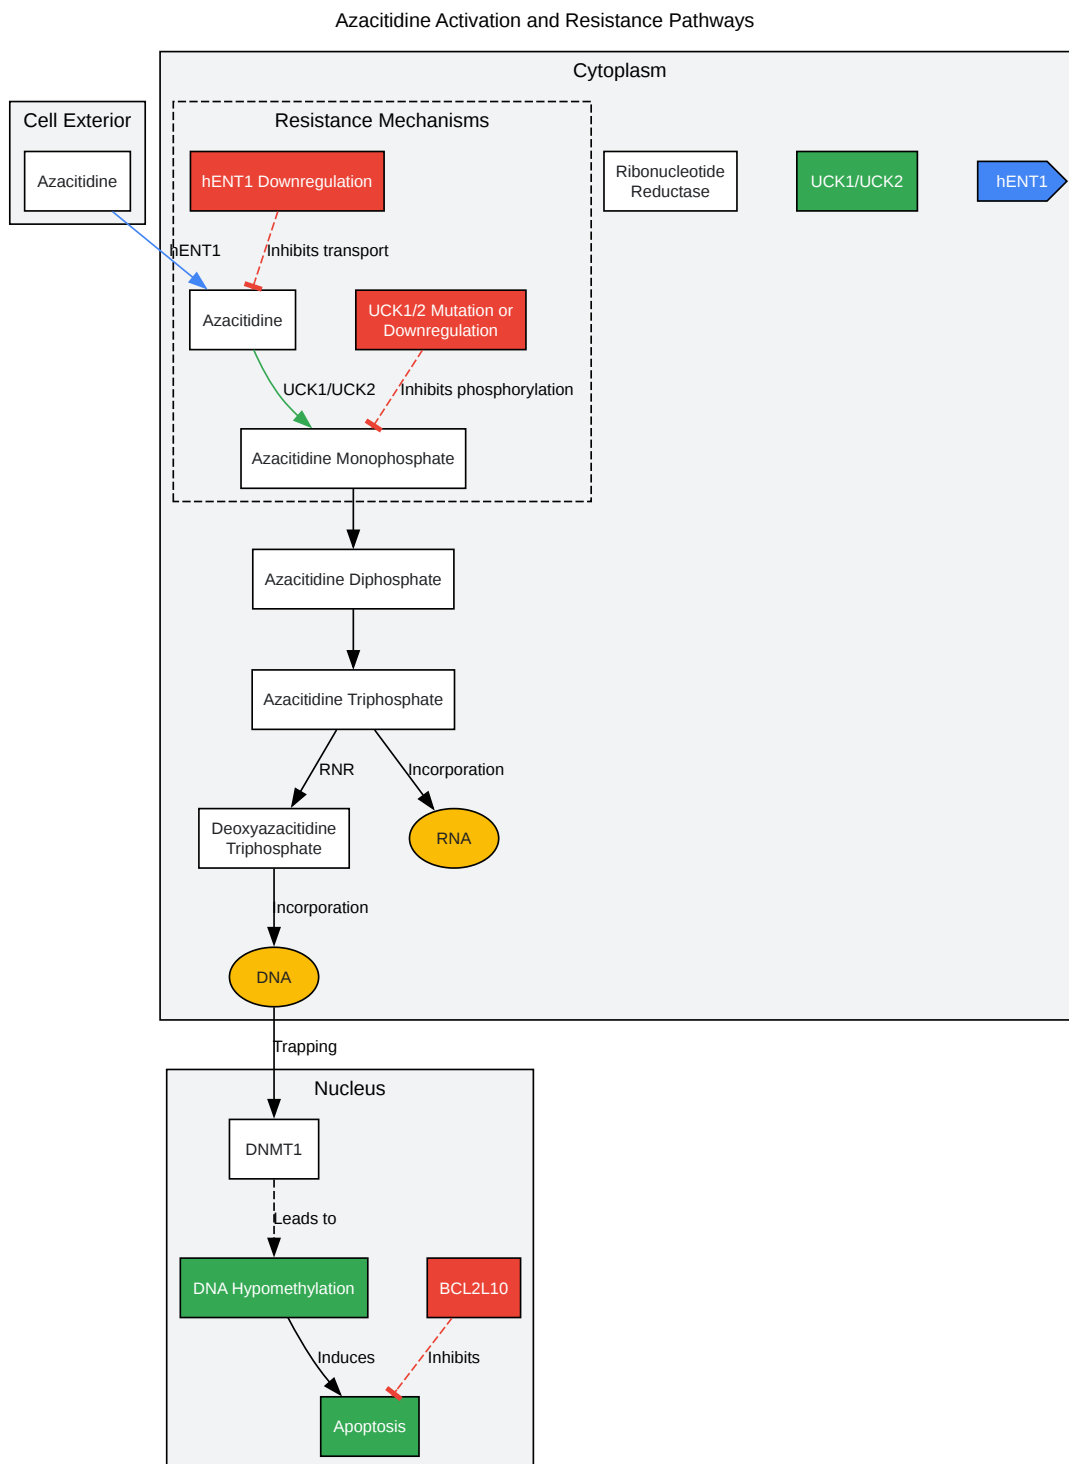 Azacitidine Activation and Resistance Pathways
Cytoplasm
Cell Exterior
Resistance Mechanisms
Azacitidine
hENT1 Downregulation
Ribonucleotide
Reductase
UCK1/UCK2
hENT1
hENT1
Inhibits transport
Azacitidine
UCK1/2 Mutation or
Downregulation
UCK1/UCK2
Inhibits phosphorylation
Azacitidine Monophosphate
Azacitidine Diphosphate
Azacitidine Triphosphate
RNR
Incorporation
Deoxyazacitidine
Triphosphate
RNA
Incorporation
DNA
Trapping
Nucleus
DNMT1
Leads to
DNA Hypomethylation
BCL2L10
Induces
Inhibits
Apoptosis